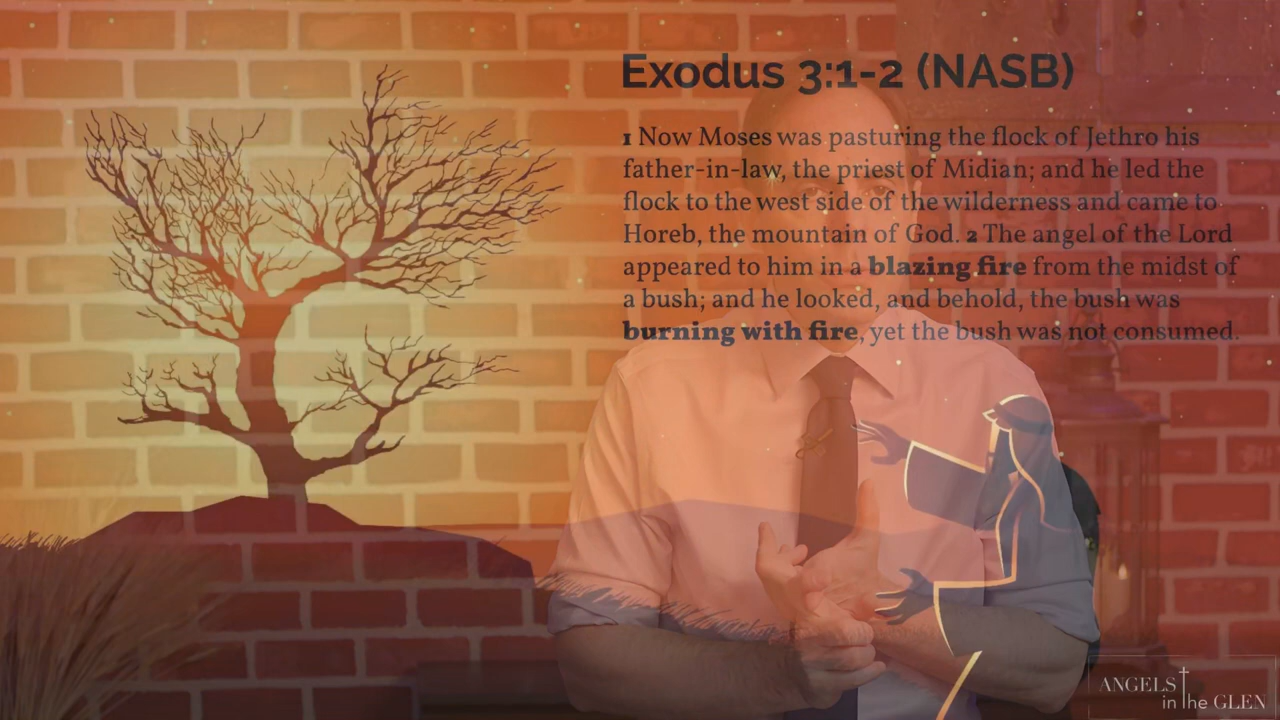 Exodus 3:1-2 (NASB)
1 Now Moses was pasturing the flock of Jethro his
father-in-law, the priest of Midian; and he led the
flock to the west side of the wilderness and came to
Horeb, the mountain of God. 2 The angel of the Lord
appeared to him in a blazing fire from the midst of
a bush; and he looked, and behold, the bush was
burning with fire, yet the bush was not consumed.
ANGELS
in the GLEN